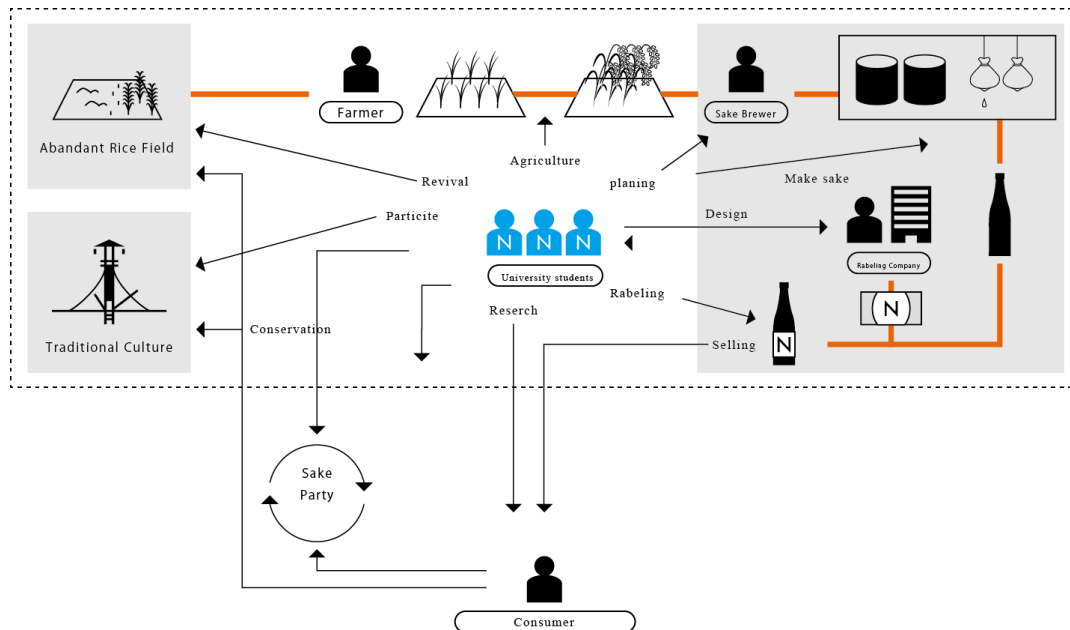 Farmer
Sake Brewer
Abandant Rice Field
Agriculture
Revival
planing
Make sake
Particite
Design
N N N
University students
Rabeling Company
Reserch
Rabeling
N
Conservation
Traditional Culture
Selling
N
Sake
Party
Consumer